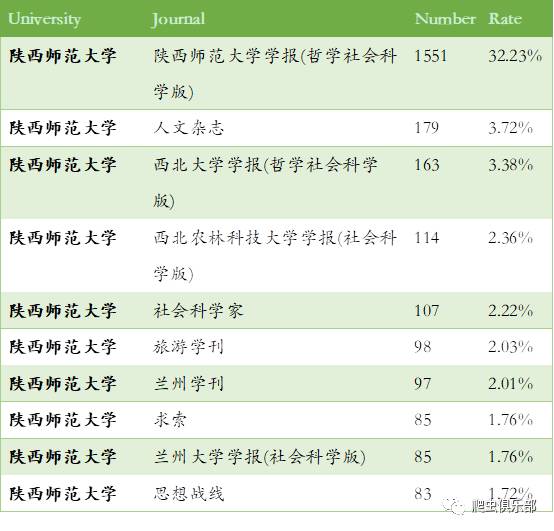 University Journal Number Rate
陕西师范大学 陕西师范大学学报(哲学社会科 1551 32.23%
学版)
陕西师范大学 人文杂志 179 3.72%
陕西师范大学 西北大学学报(哲学社会科学 163 3.38%
版)
陕西师范大学 西北农林科技大学学报(社会科 114 2.36%
学版)
陕西师范大学 社会科学家 107 2.22%
陕西师范大学 旅游学刊 98 2.03%
陕西师范大学 兰州学刊 97 2.01%
陕西师范大学 求索 85 1.76%
陕西师范大学 兰州大学学报(社会科学版) 85 1.76%
陕西师范大学 思想战线 83 1.72%
爬虫俱乐部